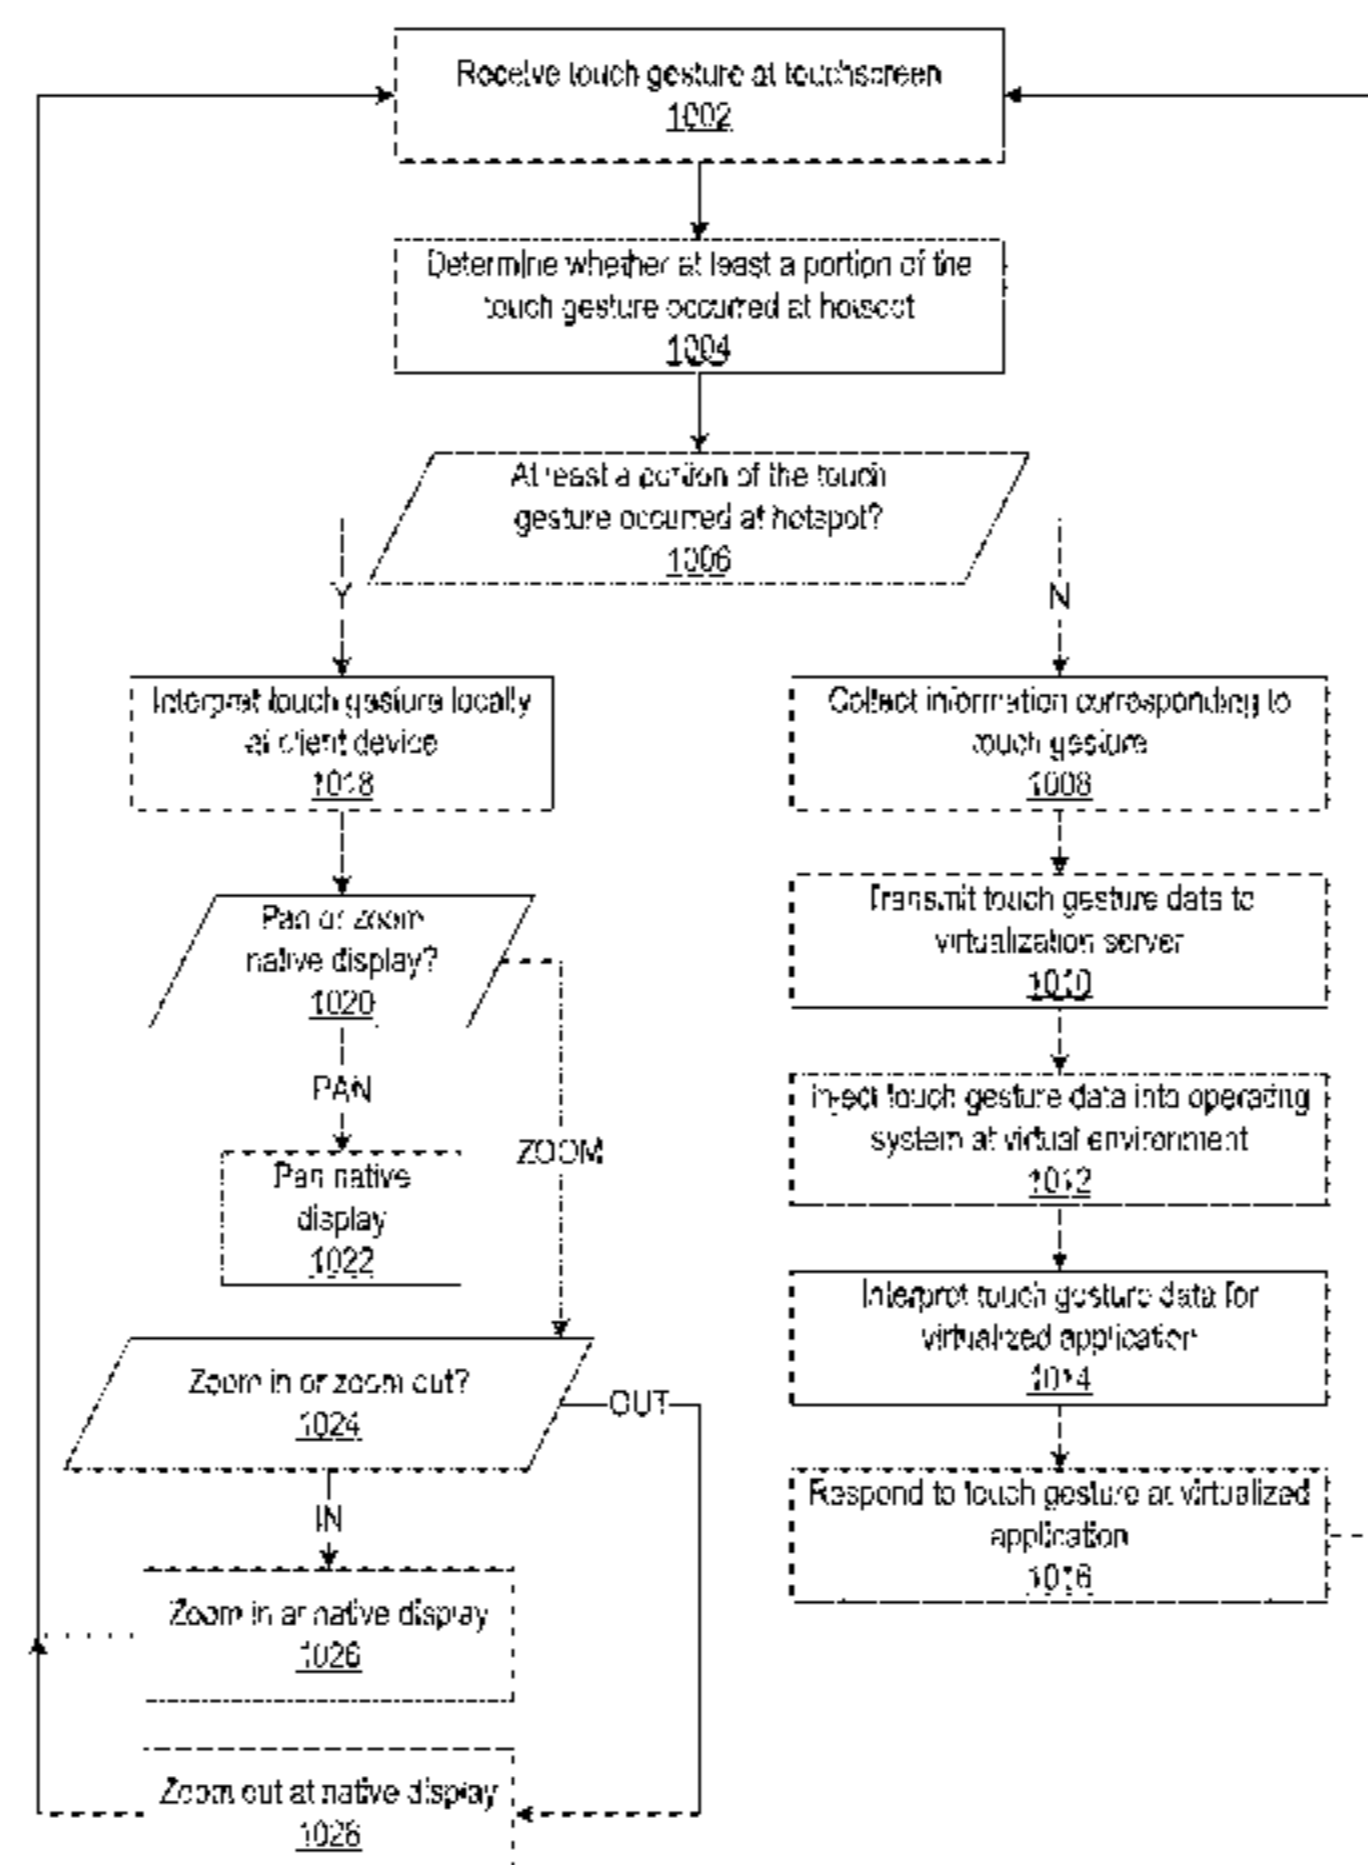 Receive touch gesture at touchscreen
1002
Determine whether at least a portion of the
touch gesture occurred at hotspot
1004
At least a portion of the touch
gesture occurred at hotspot?
1006
Y
N
Interpret touch gesture locally
at client device
1018
Collect information corresponding to
touch gesture
1008
Pan or zoom
native display?
1020
Transmit touch gesture data to
virtualization server
1010
PAN
ZOOM
Inject touch gesture data into operating
system at virtual environment
1012
Pan native
display
1022
Interpret touch gesture data for
virtualized application
1014
Zoom in or zoom out?
1024
OUT
IN
Respond to touch gesture at virtualized
application
1016
Zoom in at native display
1026
Zoom out at native display
1028